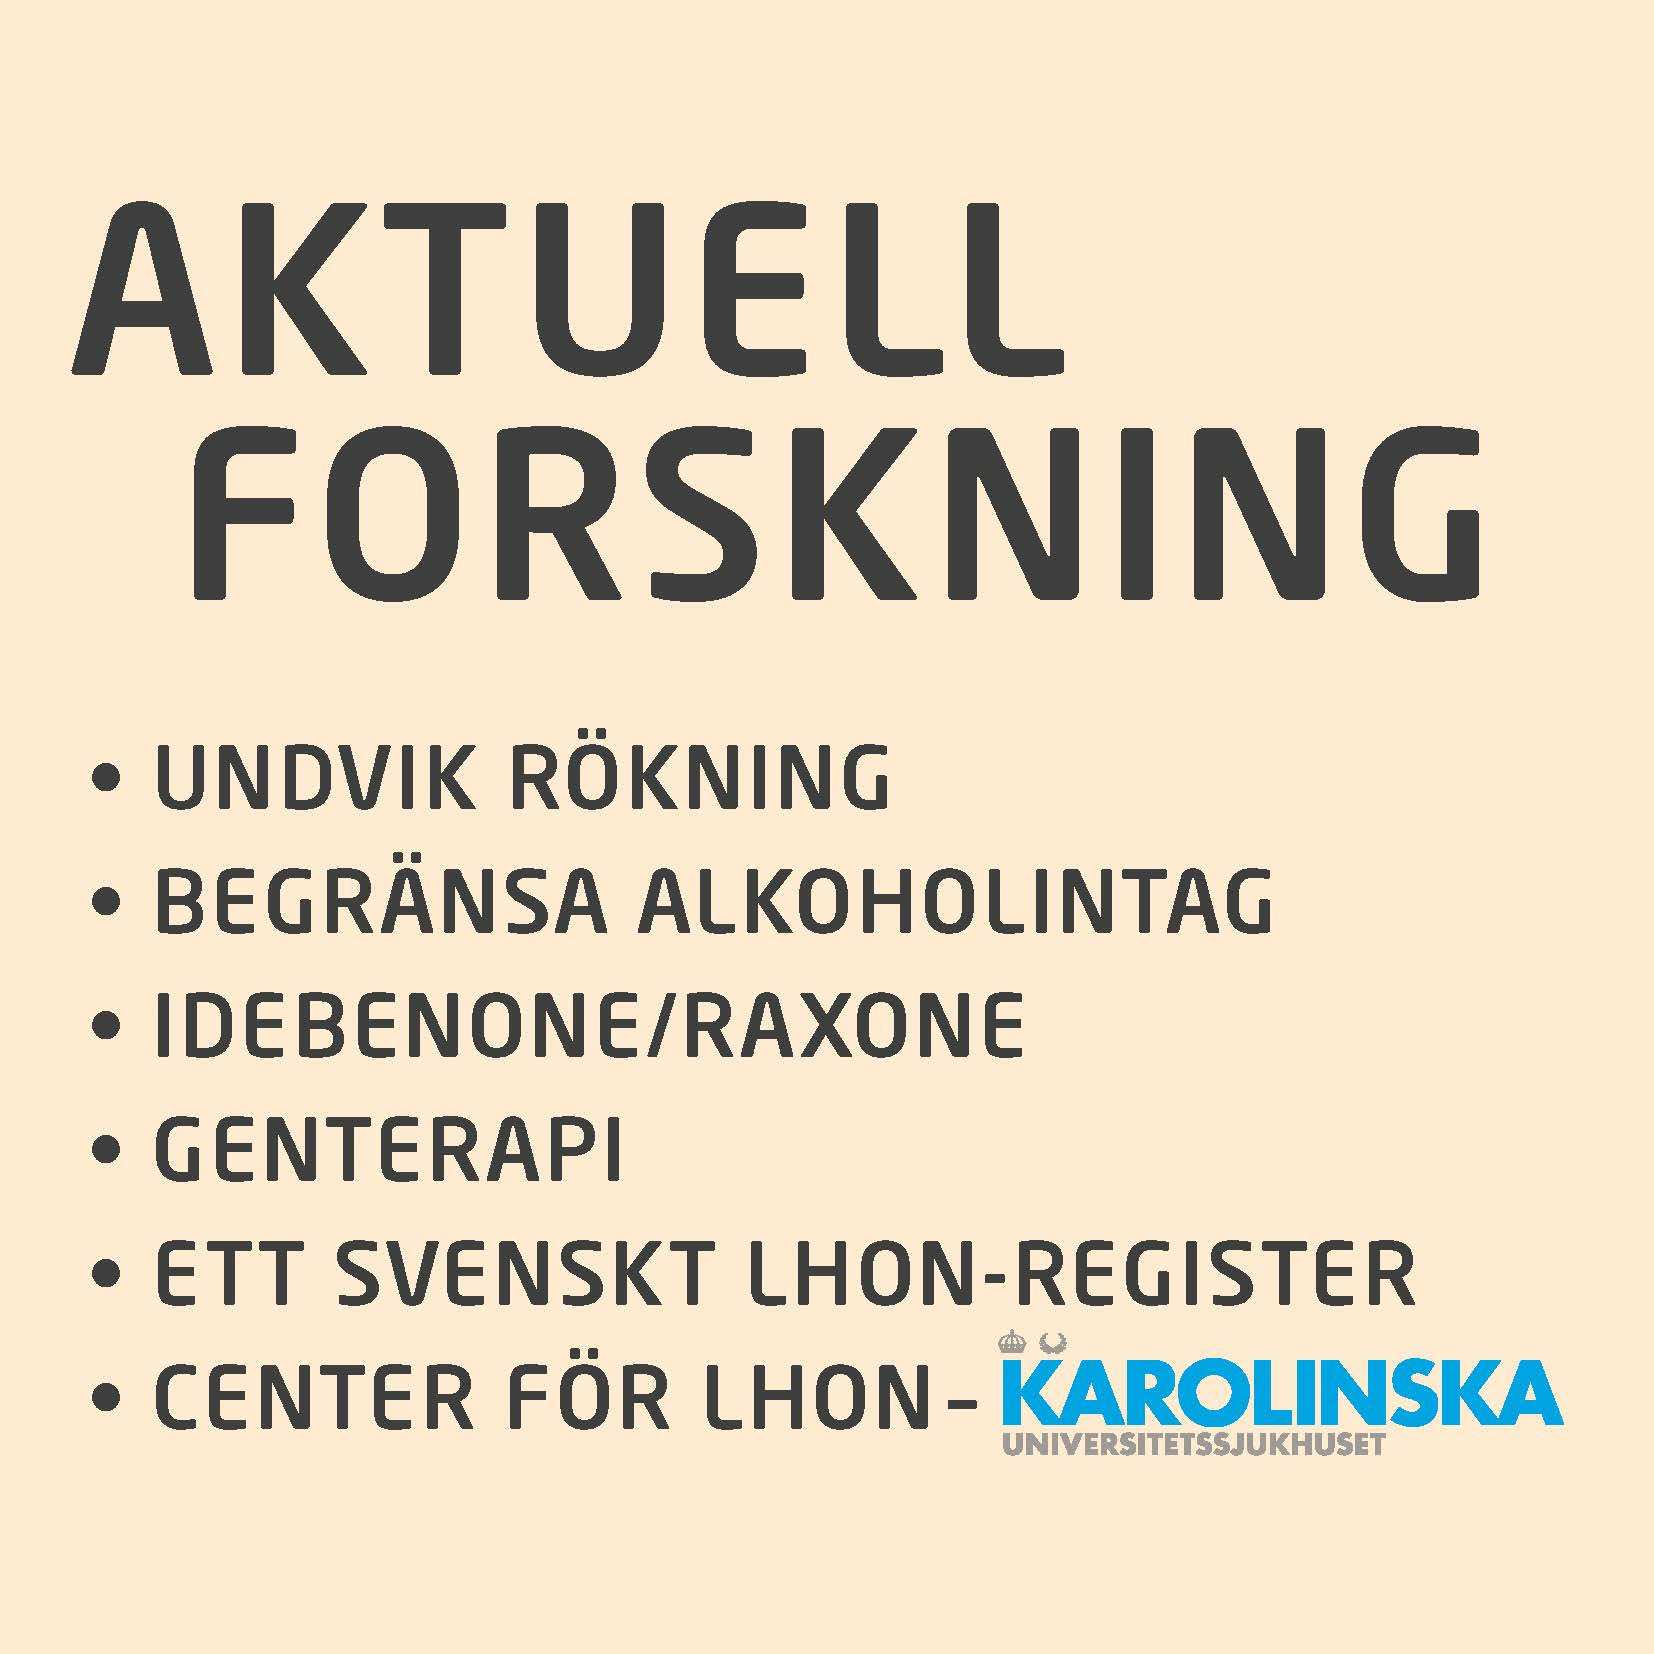 AKTUELL
FORSKNING
• UNDVIK RÖKNING
• BEGRÄNSA ALKOHOLINTAG
• IDEBENONE/RAXONE
• GENTERAPI
• ETT SVENSKT LHON-REGISTER
• CENTER FÖR LHON – KAROLINSKA
UNIVERSITETSSJUKHUSET